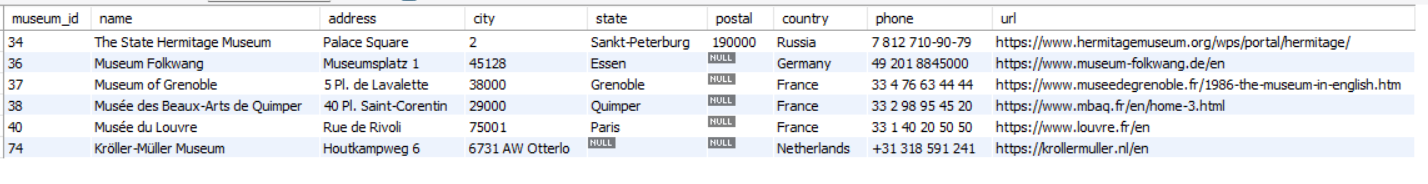 museum_id name address city state postal country phone url
34 The State Hermitage Museum Palace Square 2 Sankt-Peterburg 190000 Russia 7 812 710-90-79 https://www.hermitagemuseum.org/wps/portal/hermitage/
36 Museum Folkwang Museumsplatz 1 45128 Essen NULL Germany 49 201 8845000 https://www.museum-folkwang.de/en
37 Museum of Grenoble 5 Pl. de Lavalette 38000 Grenoble NULL France 33 4 76 63 44 44 https://www.museedegrenoble.fr/1986-the-museum-in-english.htm
38 Musée des Beaux-Arts de Quimper 40 Pl. Saint-Corentin 29000 Quimper NULL France 33 2 98 95 45 20 https://www.mbaq.fr/en/home-3.html
40 Musée du Louvre Rue de Rivoli 75001 Paris NULL France 33 1 40 20 50 50 https://www.louvre.fr/en
74 Kröller-Müller Museum Houtkampweg 6 6731 AW Otterlo NULL NULL Netherlands +31 318 591 241 https://krollermuller.nl/en